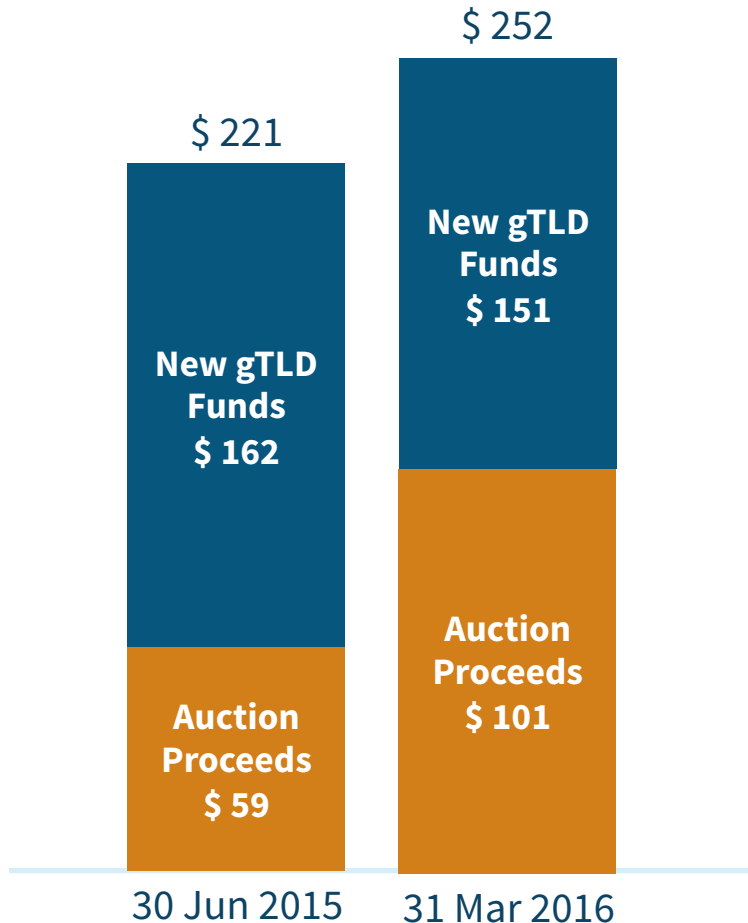 $ 221
New gTLD
Funds
$ 162
Auction
Proceeds
$ 59
30 Jun 2015
$ 252
New gTLD
Funds
$ 151
Auction
Proceeds
$ 101
31 Mar 2016